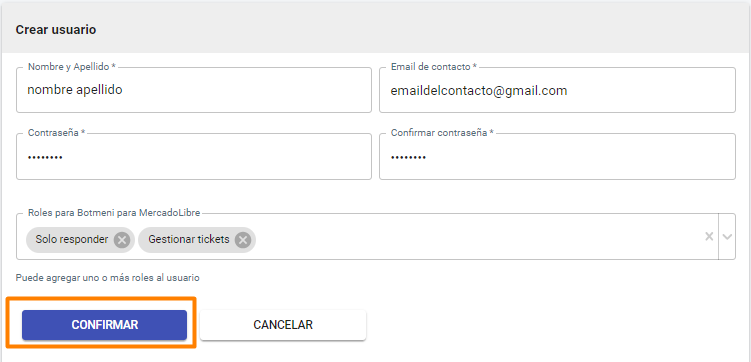 Crear usuario
Nombre y Apellido *
nombre apellido
Email de contacto *
emaildelcontacto@gmail.com
Contraseña *
••••••••
Confirmar contraseña *
••••••••
Roles para Botmeni para MercadoLibre
Solo responder
Gestionar tickets
Puede agregar uno o más roles al usuario
CONFIRMAR
CANCELAR